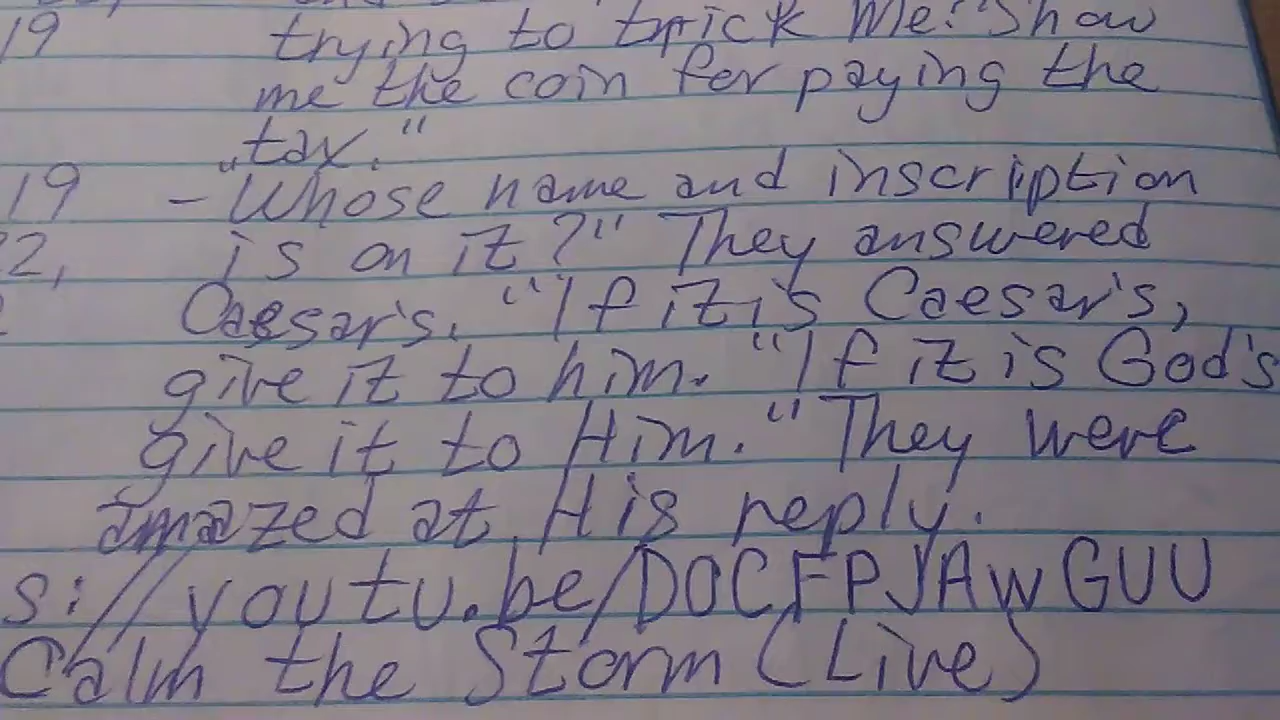 19 trying to trick Me? Show
me the coin for paying the
„tax."
19 - Whose name and inscription
22, is on it?" They answered
Caesar's. "If it is Caesar's,
give it to him. "If it is God's
give it to Him." They were
amazed at His reply.
s://youtu.be/DOCFPJAwGUU
Calm the Storm (Live)